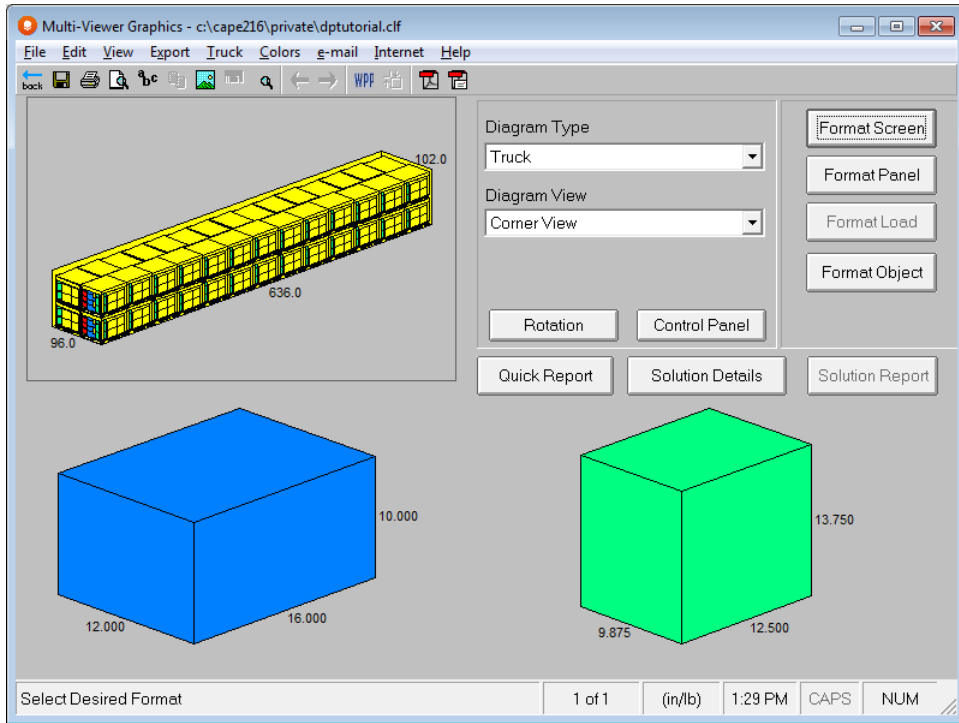 Multi-Viewer Graphics - c:\cape216\private\dptutorial.clf
File Edit View Export Truck Colors e-mail Internet Help
back abc WPF
102.0
636.0
96.0
Diagram Type
Truck
Diagram View
Corner View
Rotation Control Panel
Format Screen
Format Panel
Format Load
Format Object
Quick Report Solution Details Solution Report
10.000
16.000
12.000
13.750
12.500
9.875
Select Desired Format 1 of 1 (in/lb) 1:29 PM CAPS NUM